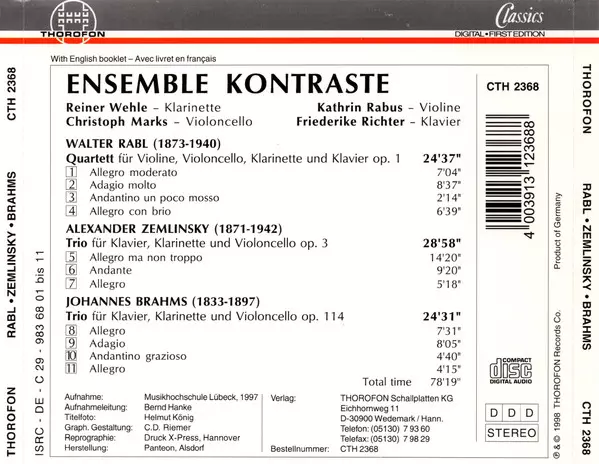 THOROFON
Classics
DIGITAL • FIRST EDITION
With English booklet – Avec livret en français
ENSEMBLE KONTRASTE
Reiner Wehle – Klarinette
Kathrin Rabus – Violine
Christoph Marks – Violoncello
Friederike Richter – Klavier
WALTER RABL (1873-1940)
Quartett für Violine, Violoncello, Klarinette und Klavier op. 1 24'37"
1 Allegro moderato 7'04"
2 Adagio molto 8'37"
3 Andantino un poco mosso 2'14"
4 Allegro con brio 6'39"
ALEXANDER ZEMLINSKY (1871-1942)
Trio für Klavier, Klarinette und Violoncello op. 3 28'58"
5 Allegro ma non troppo 14'20"
6 Andante 9'20"
7 Allegro 5'18"
JOHANNES BRAHMS (1833-1897)
Trio für Klavier, Klarinette und Violoncello op. 114 24'31"
8 Allegro 7'31"
9 Adagio 8'05"
10 Andantino grazioso 4'40"
11 Allegro 4'15"
Total time 78'19"
Aufnahme: Musikhochschule Lübeck, 1997
Aufnahmeleitung: Bernd Hanke
Titelfoto: Helmut König
Graph. Gestaltung: C.D. Riemer
Reprographie: Druck X-Press, Hannover
Herstellung: Panteon, Alsdorf
Verlag: THOROFON Schallplatten KG
Eichhornweg 11
D-30900 Wedemark / Hann.
Telefon: (05130) 7 93 60
Telefax: (05130) 7 98 29
Bestellnummer: CTH 2368
CTH 2368
4 003913 123688
Product of Germany
COMPACT
disc
DIGITAL AUDIO
D D D
STEREO
℗ & © 1998 THOROFON Records Co.
ISRC - DE - C 29 - 983 68 01 bis 11
THOROFON RABL • ZEMLINSKY • BRAHMS CTH 2368
THOROFON RABL • ZEMLINSKY • BRAHMS CTH 2368